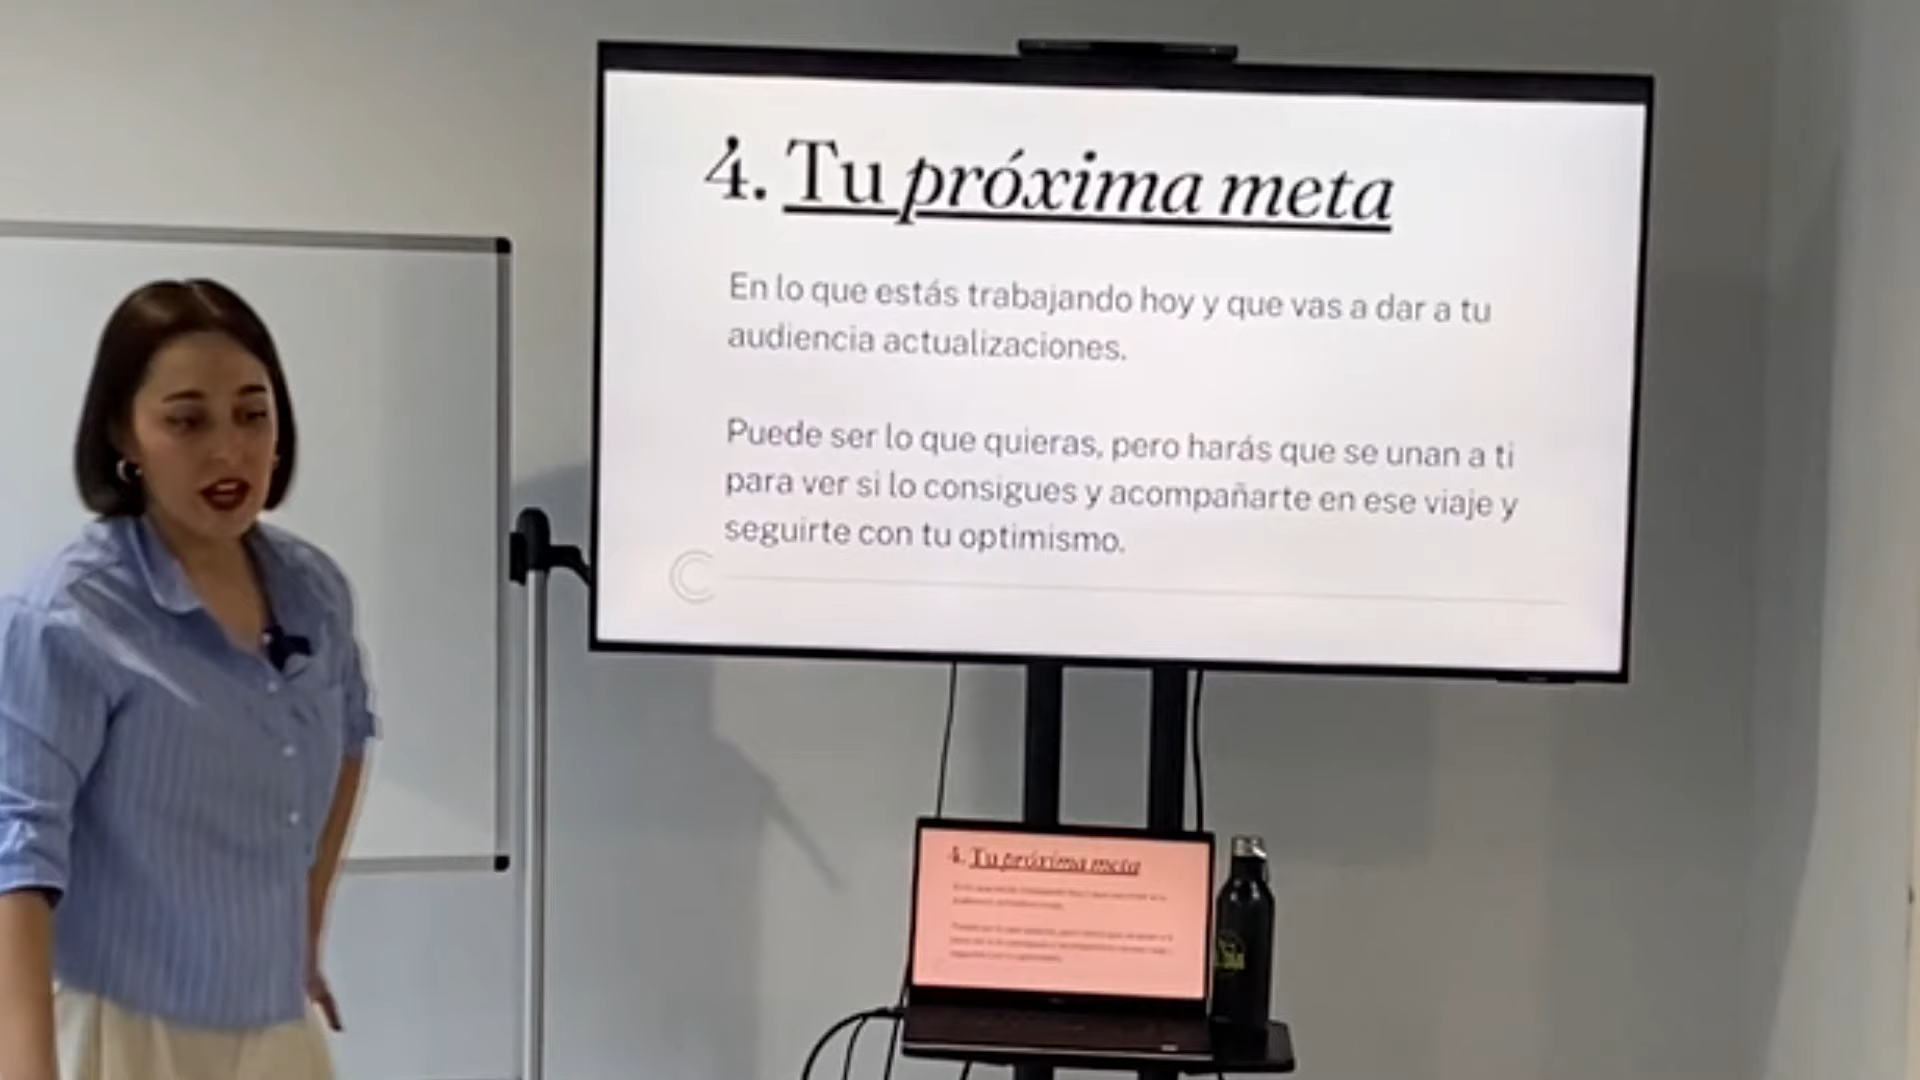 4. Tu próxima meta
En lo que estás trabajando hoy y que vas a dar a tu
audiencia actualizaciones.
Puede ser lo que quieras, pero harás que se unan a ti
para ver si lo consigues y acompañarte en ese viaje y
seguirte con tu optimismo.
4. Tu próxima meta